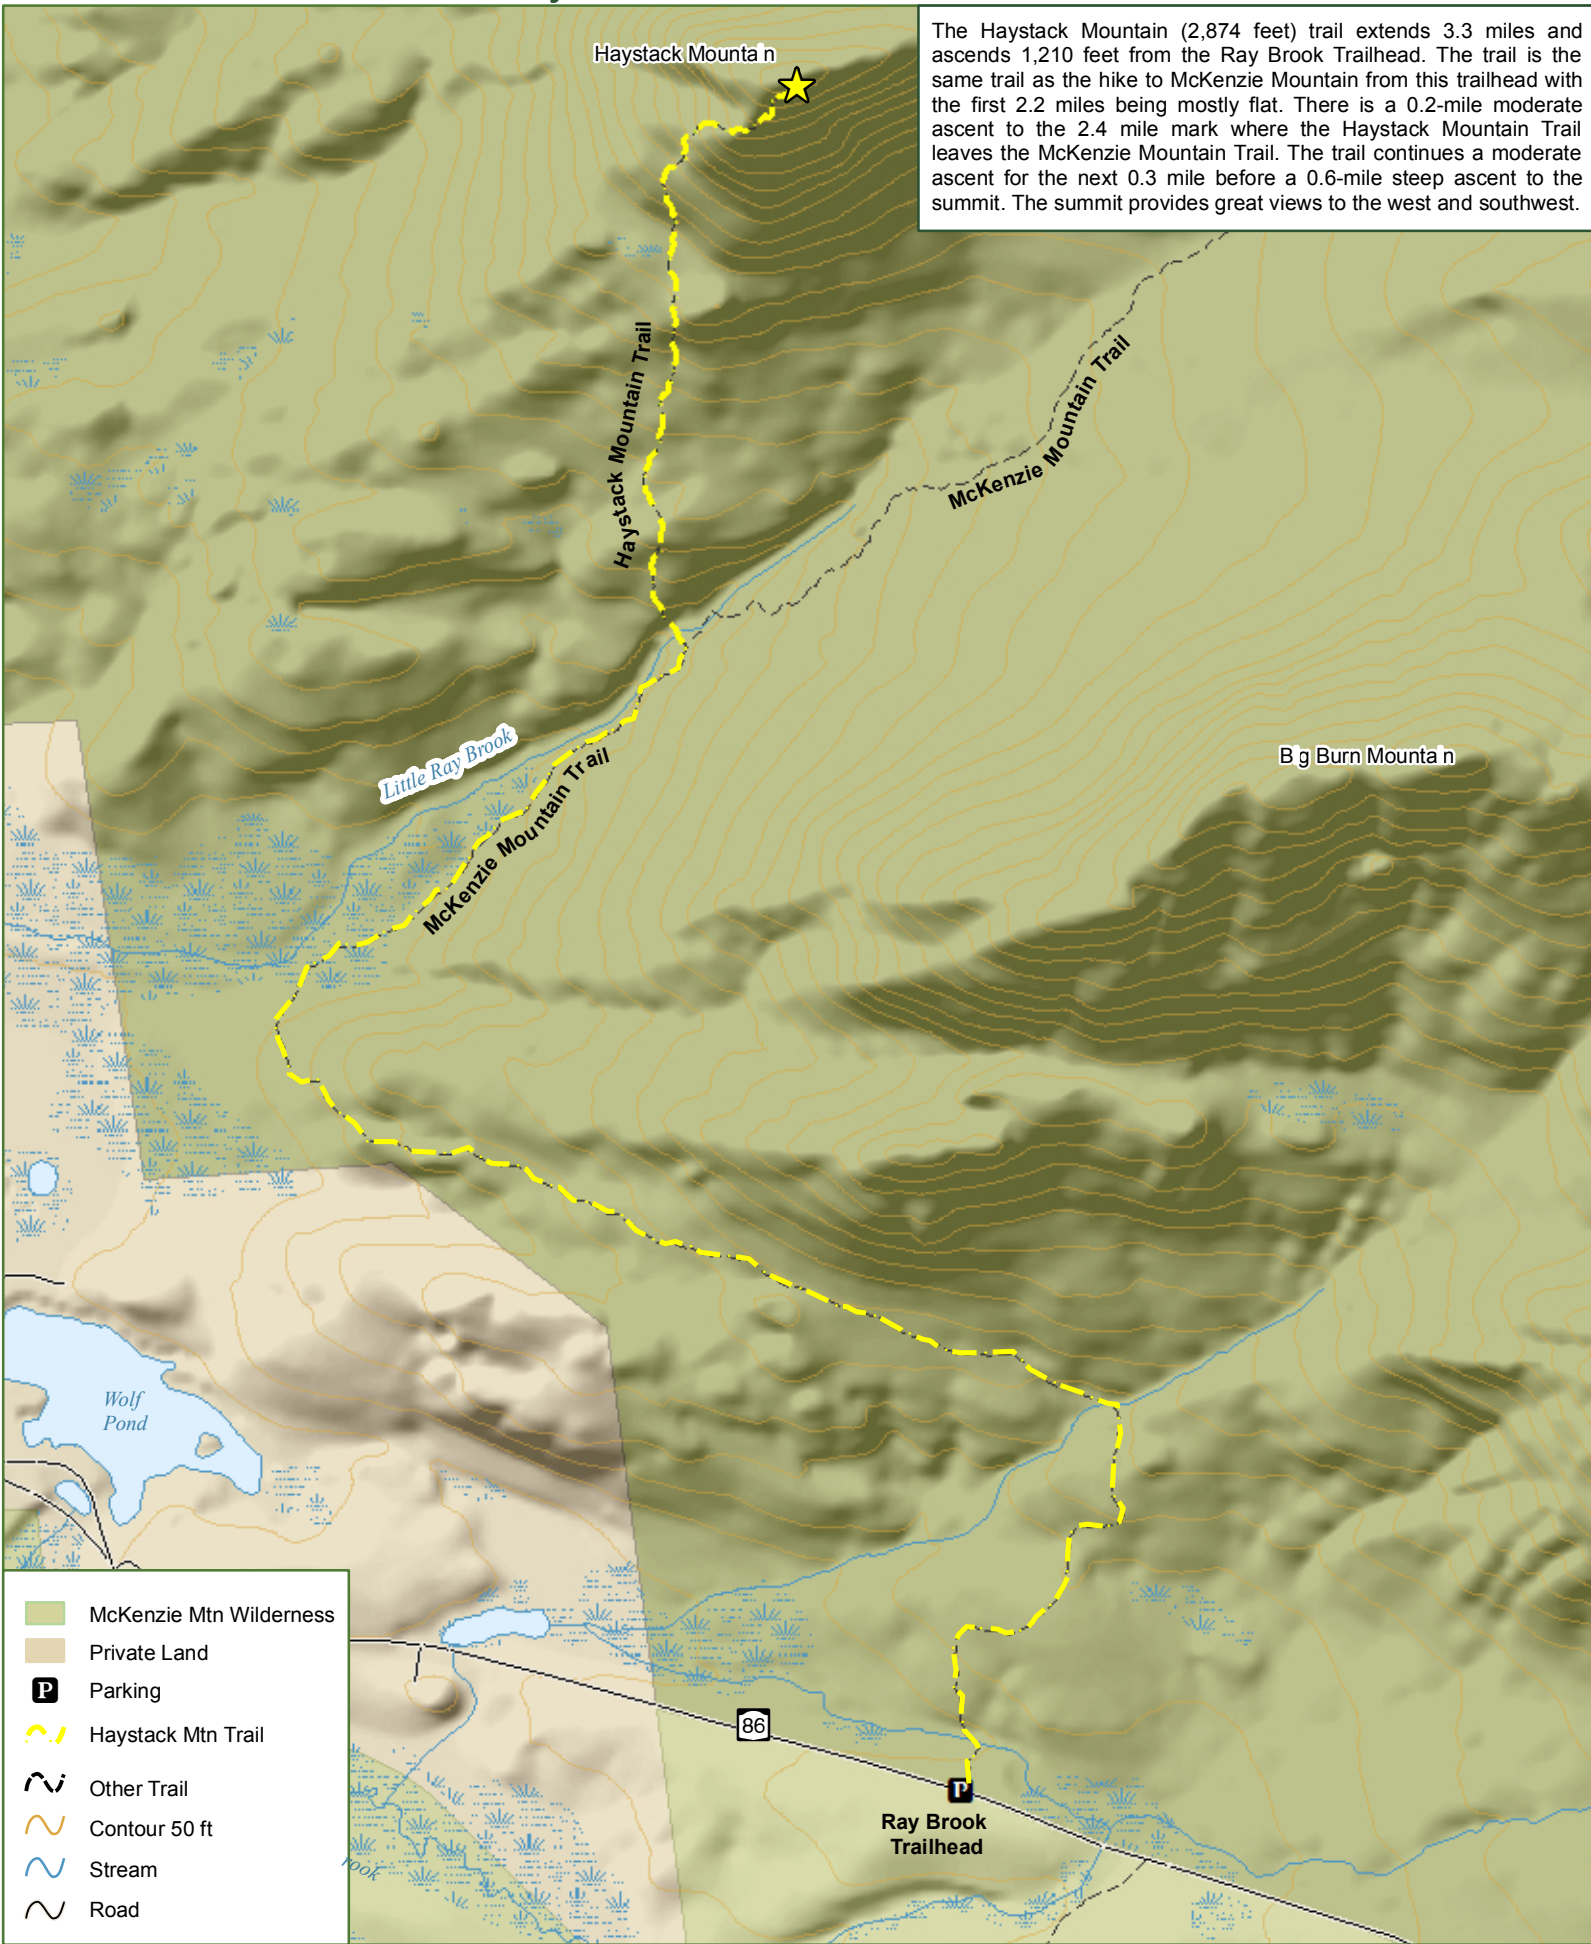 Haystack Mounta n
The Haystack Mountain (2,874 feet) trail extends 3.3 miles and
ascends 1,210 feet from the Ray Brook Trailhead. The trail is the
same trail as the hike to McKenzie Mountain from this trailhead with
the first 2.2 miles being mostly flat. There is a 0.2-mile moderate
ascent to the 2.4 mile mark where the Haystack Mountain Trail
leaves the McKenzie Mountain Trail. The trail continues a moderate
ascent for the next 0.3 mile before a 0.6-mile steep ascent to the
summit. The summit provides great views to the west and southwest.
Haystack Mountain Trail
McKenzie Mountain Trail
Little Ray Brook
McKenzie Mountain Trail
B g Burn Mounta n
Wolf
Pond
86
P
Ray Brook
Trailhead
rook
McKenzie Mtn Wilderness
Private Land
P Parking
Haystack Mtn Trail
Other Trail
Contour 50 ft
Stream
Road